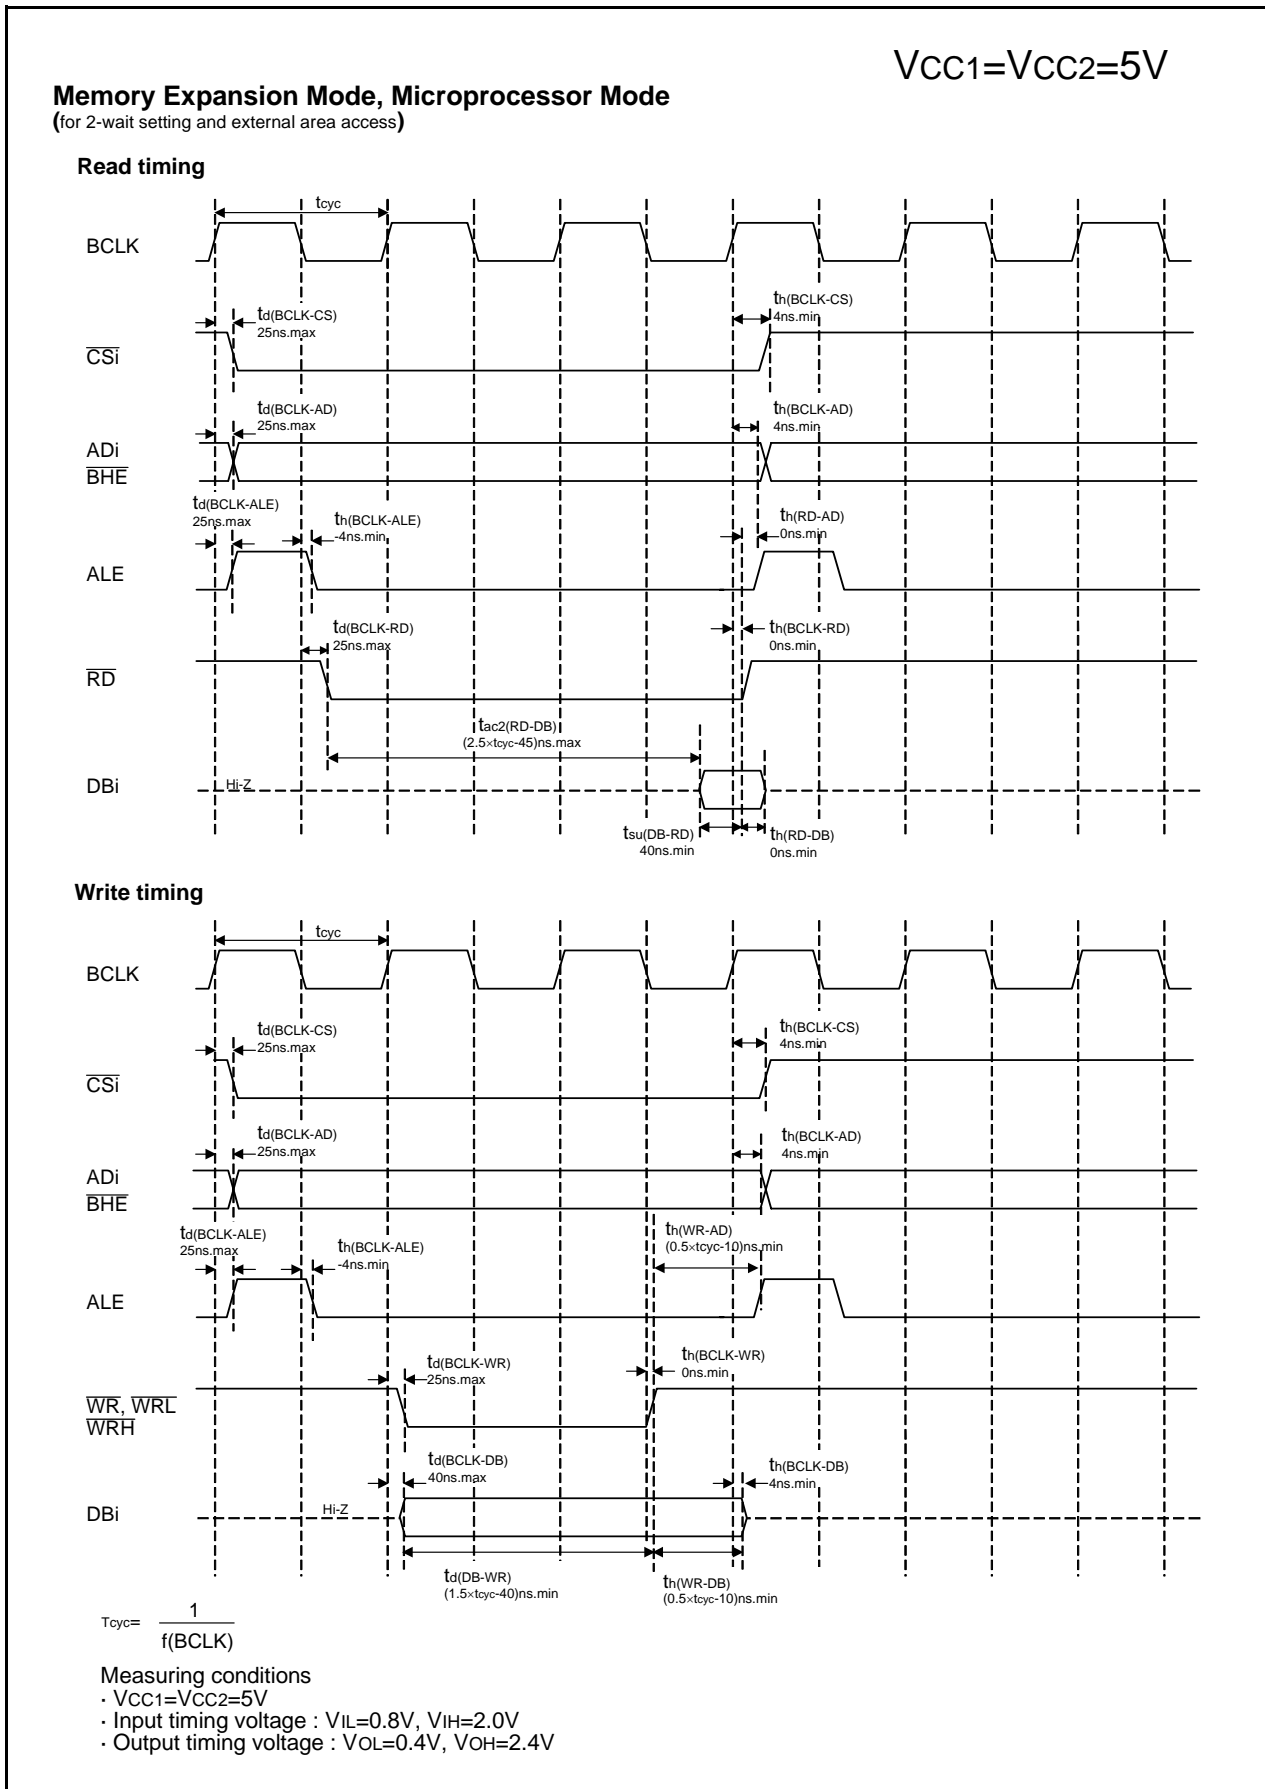 VCC1=VCC2=5V
Memory Expansion Mode, Microprocessor Mode
(for 2-wait setting and external area access)
Read timing
tcyc
BCLK
td(BCLK-CS)
25ns.max
th(BCLK-CS)
4ns.min
CSi
td(BCLK-AD)
25ns.max
th(BCLK-AD)
4ns.min
ADi
BHE
td(BCLK-ALE)
25ns.max
th(BCLK-ALE)
-4ns.min
th(RD-AD)
0ns.min
ALE
td(BCLK-RD)
25ns.max
th(BCLK-RD)
0ns.min
RD
tac2(RD-DB)
(2.5×tcyc-45)ns.max
DBi
Hi-Z
tsu(DB-RD)
40ns.min
th(RD-DB)
0ns.min
Write timing
tcyc
BCLK
td(BCLK-CS)
25ns.max
th(BCLK-CS)
4ns.min
CSi
td(BCLK-AD)
25ns.max
th(BCLK-AD)
4ns.min
ADi
BHE
td(BCLK-ALE)
25ns.max
th(BCLK-ALE)
-4ns.min
th(WR-AD)
(0.5×tcyc-10)ns.min
ALE
td(BCLK-WR)
25ns.max
th(BCLK-WR)
0ns.min
WR, WRL
WRH
td(BCLK-DB)
40ns.max
th(BCLK-DB)
4ns.min
DBi
Hi-Z
td(DB-WR)
(1.5×tcyc-40)ns.min
th(WR-DB)
(0.5×tcyc-10)ns.min
Tcyc= 1
f(BCLK)
Measuring conditions
· VCC1=VCC2=5V
· Input timing voltage : VIL=0.8V, VIH=2.0V
· Output timing voltage : VOL=0.4V, VOH=2.4V